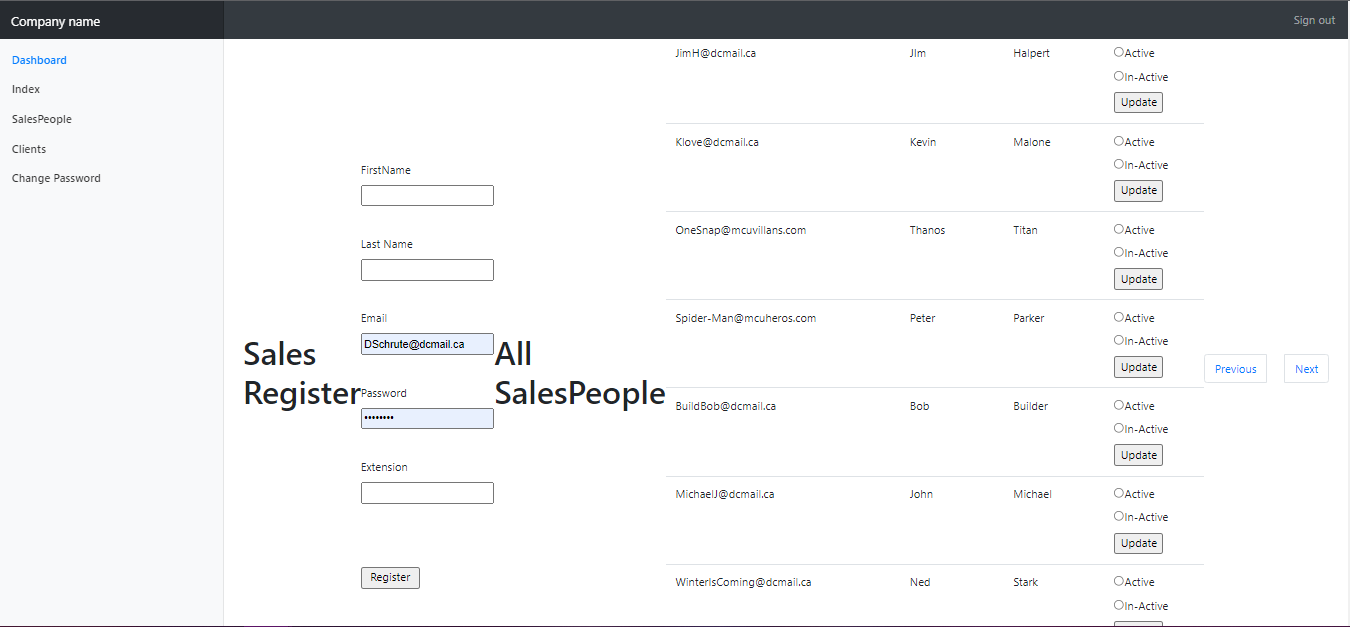 Company name
Sign out
Dashboard
Index
SalesPeople
Clients
Change Password
Sales
Register
FirstName
Last Name
Email
DSchrute@dcmail.ca
Password
••••••••
Extension
Register
All
SalesPeople
JimH@dcmail.ca JIm Halpert Active
In-Active
Update
Klove@dcmail.ca Kevin Malone Active
In-Active
Update
OneSnap@mcuvillans.com Thanos Titan Active
In-Active
Update
Spider-Man@mcuheros.com Peter Parker Active
In-Active
Update
BuildBob@dcmail.ca Bob Builder Active
In-Active
Update
MichaelJ@dcmail.ca John Michael Active
In-Active
Update
WinterIsComing@dcmail.ca Ned Stark Active
In-Active
Previous Next